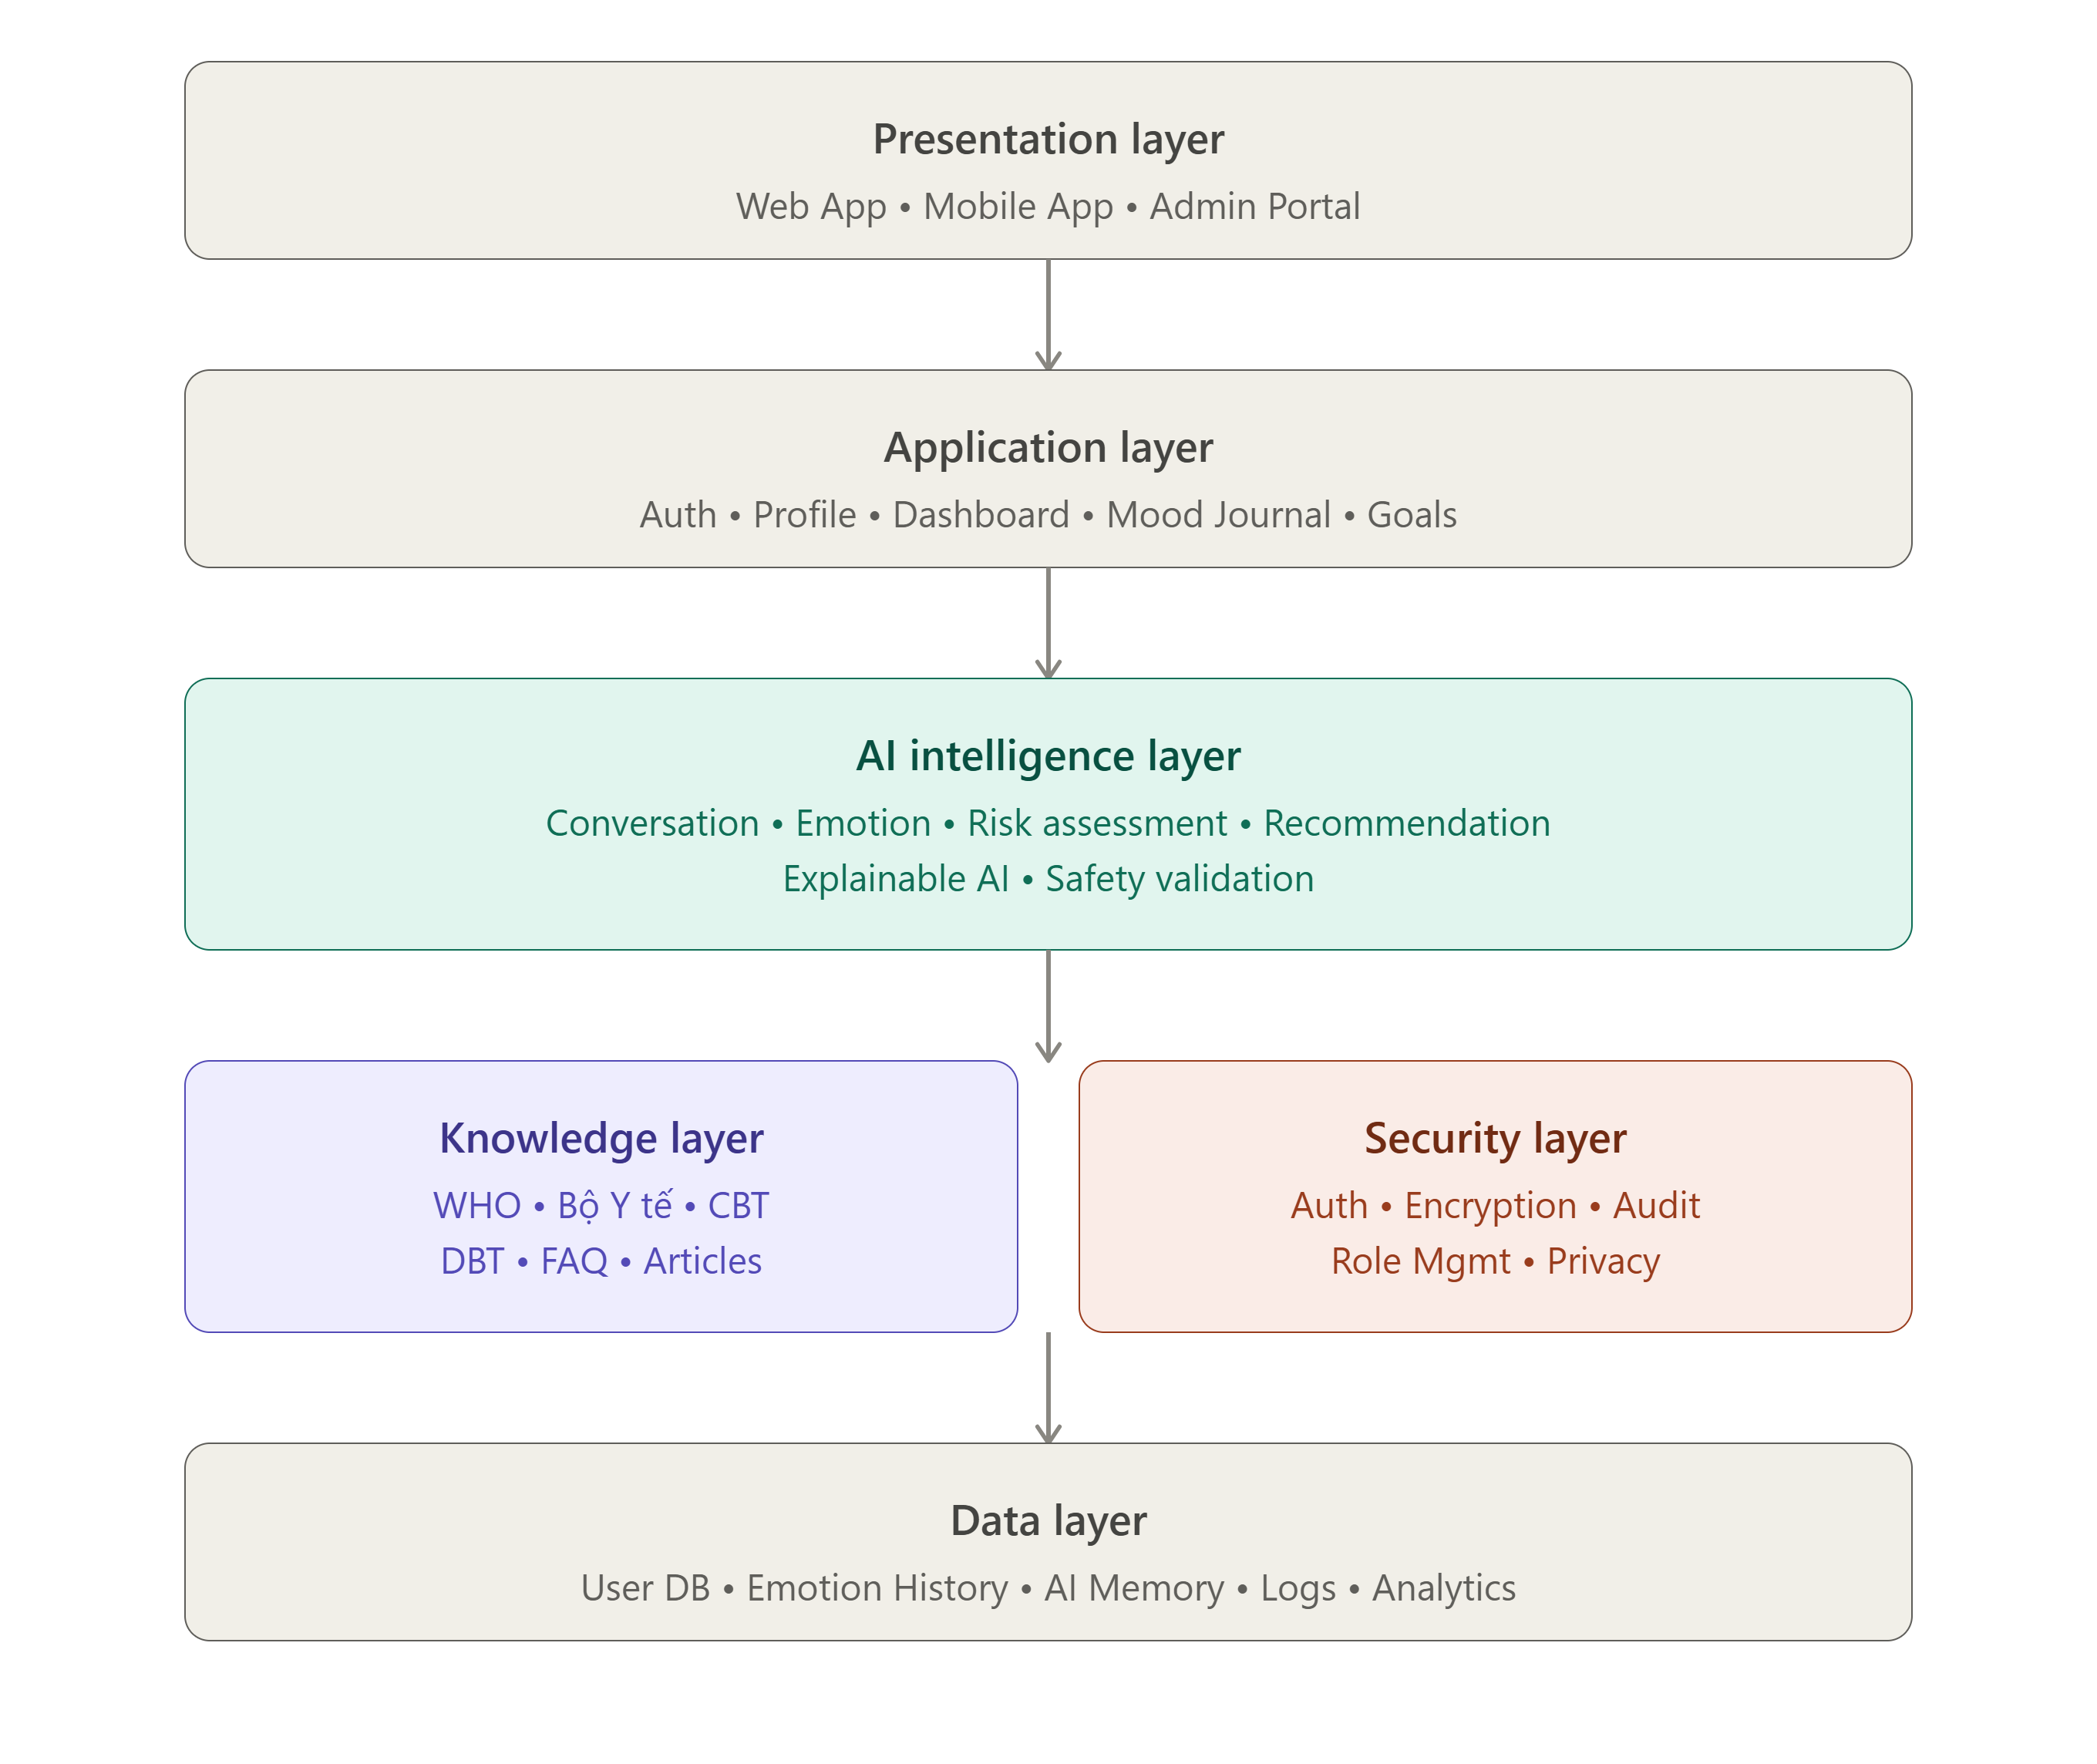 Presentation layer
Web App • Mobile App • Admin Portal
Application layer
Auth • Profile • Dashboard • Mood Journal • Goals
AI intelligence layer
Conversation • Emotion • Risk assessment • Recommendation
Explainable AI • Safety validation
Knowledge layer
WHO • Bộ Y tế • CBT
DBT • FAQ • Articles
Security layer
Auth • Encryption • Audit
Role Mgmt • Privacy
Data layer
User DB • Emotion History • AI Memory • Logs • Analytics